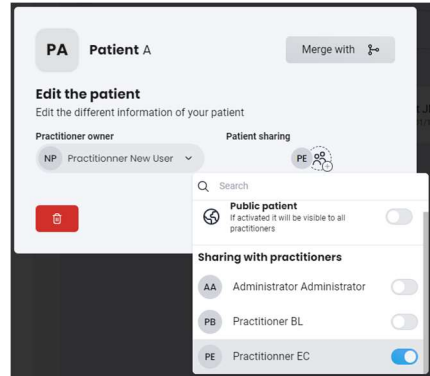 PA Patient A Merge with
Edit the patient
Edit the different information of your patient
Practitioner owner Patient sharing
NP Practitionner New User PE
Search
Public patient
If activated it will be visible to all
practitioners
Sharing with practitioners
AA Administrator Administrator
PB Practitioner BL
PE Practitionner EC